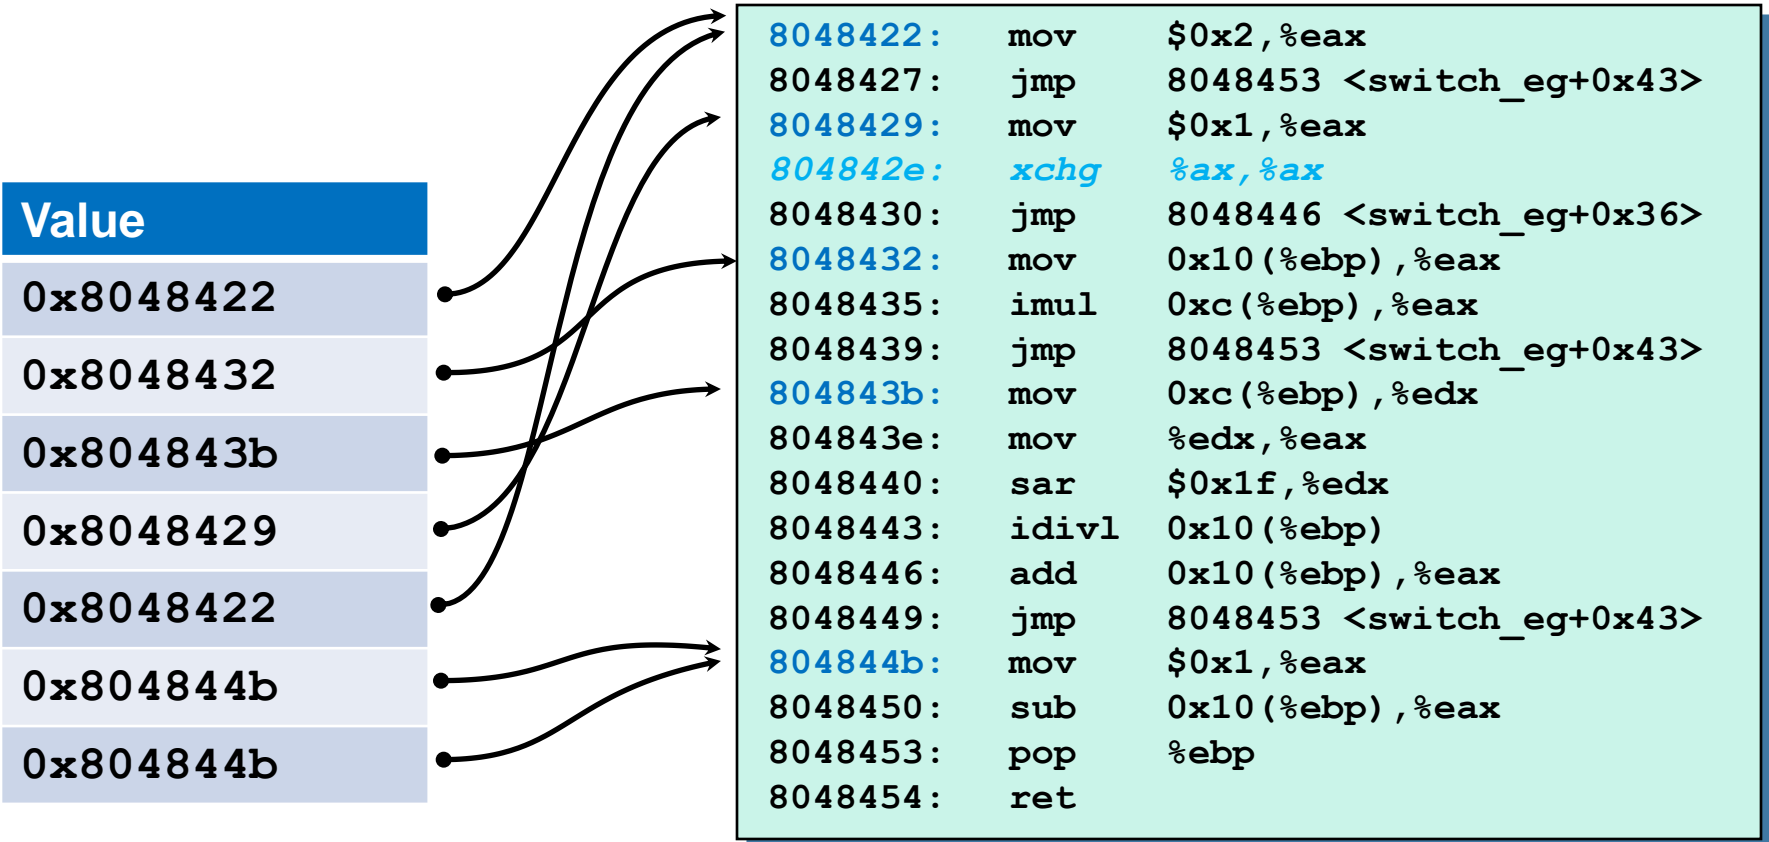 Value
0x8048422
0x8048432
0x804843b
0x8048429
0x8048422
0x804844b
0x804844b
8048422: mov $0x2,%eax
8048427: jmp 8048453 <switch_eg+0x43>
8048429: mov $0x1,%eax
804842e: xchg %ax,%ax
8048430: jmp 8048446 <switch_eg+0x36>
8048432: mov 0x10(%ebp),%eax
8048435: imul 0xc(%ebp),%eax
8048439: jmp 8048453 <switch_eg+0x43>
804843b: mov 0xc(%ebp),%edx
804843e: mov %edx,%eax
8048440: sar $0x1f,%edx
8048443: idivl 0x10(%ebp)
8048446: add 0x10(%ebp),%eax
8048449: jmp 8048453 <switch_eg+0x43>
804844b: mov $0x1,%eax
8048450: sub 0x10(%ebp),%eax
8048453: pop %ebp
8048454: ret